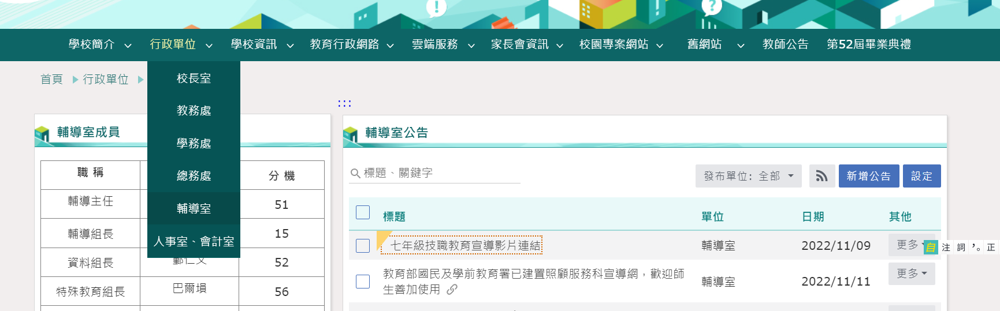 學校簡介 行政單位 學校資訊 教育行政網路 雲端服務 家長會資訊 校園專案網站 舊網站 教師公告 第52屆畢業典禮
首頁 行政單位
校長室
教務處
學務處
總務處
輔導室
人事室、會計室
:::
輔導室成員
職 稱 分 機
輔導主任 51
輔導組長 15
資料組長 52
特殊教育組長 巴爾塤 56
輔導室公告
標題、關鍵字
發布單位: 全部
新增公告
設定
標題 單位 日期 其他
七年級技職教育宣導影片連結 輔導室 2022/11/09 更多
教育部國民及學前教育署已建置照顧服務科宣導網，歡迎師
生善加使用 輔導室 2022/11/11 更多
自 注 詞 ，。 正